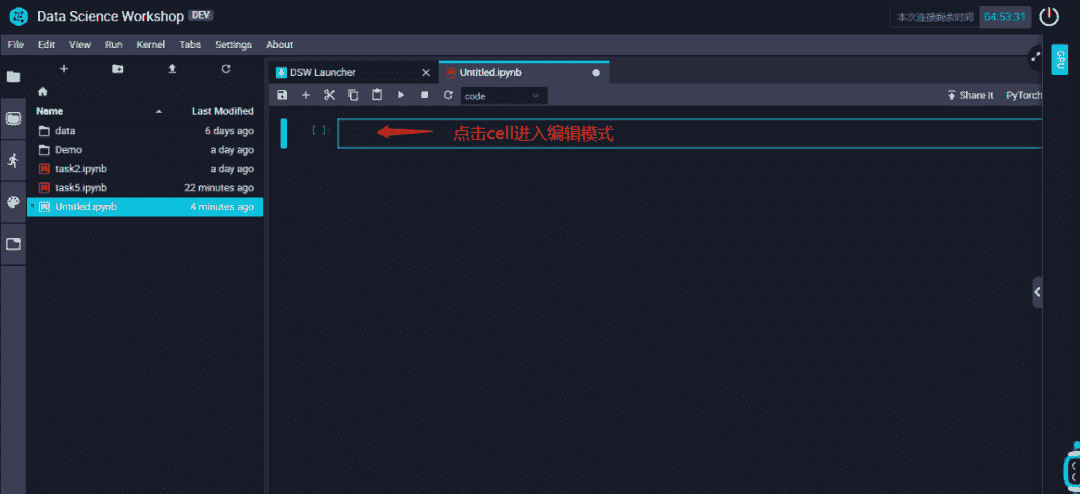 Data Science Workshop DEV
本次连接剩余时间 04:53:31
File Edit View Run Kernel Tabs Settings About
GPU
DSW Launcher
Untitled.ipynb
code
Share it PyTorch
Name Last Modified
data 6 days ago
Demo a day ago
task2.ipynb a day ago
task5.ipynb 22 minutes ago
Untitled.ipynb 4 minutes ago
[ ]:
点击cell进入编辑模式